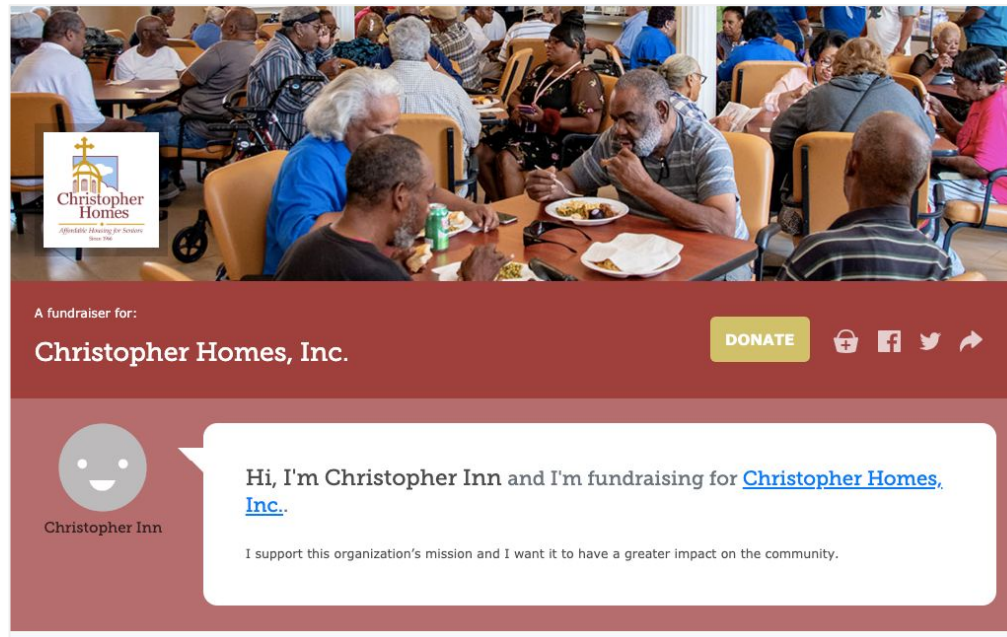 Christopher
Homes
Affordable Housing for Seniors
Since 1966
A fundraiser for:
Christopher Homes, Inc.
DONATE
Christopher Inn
Hi, I'm Christopher Inn and I'm fundraising for Christopher Homes,
Inc..
I support this organization’s mission and I want it to have a greater impact on the community.